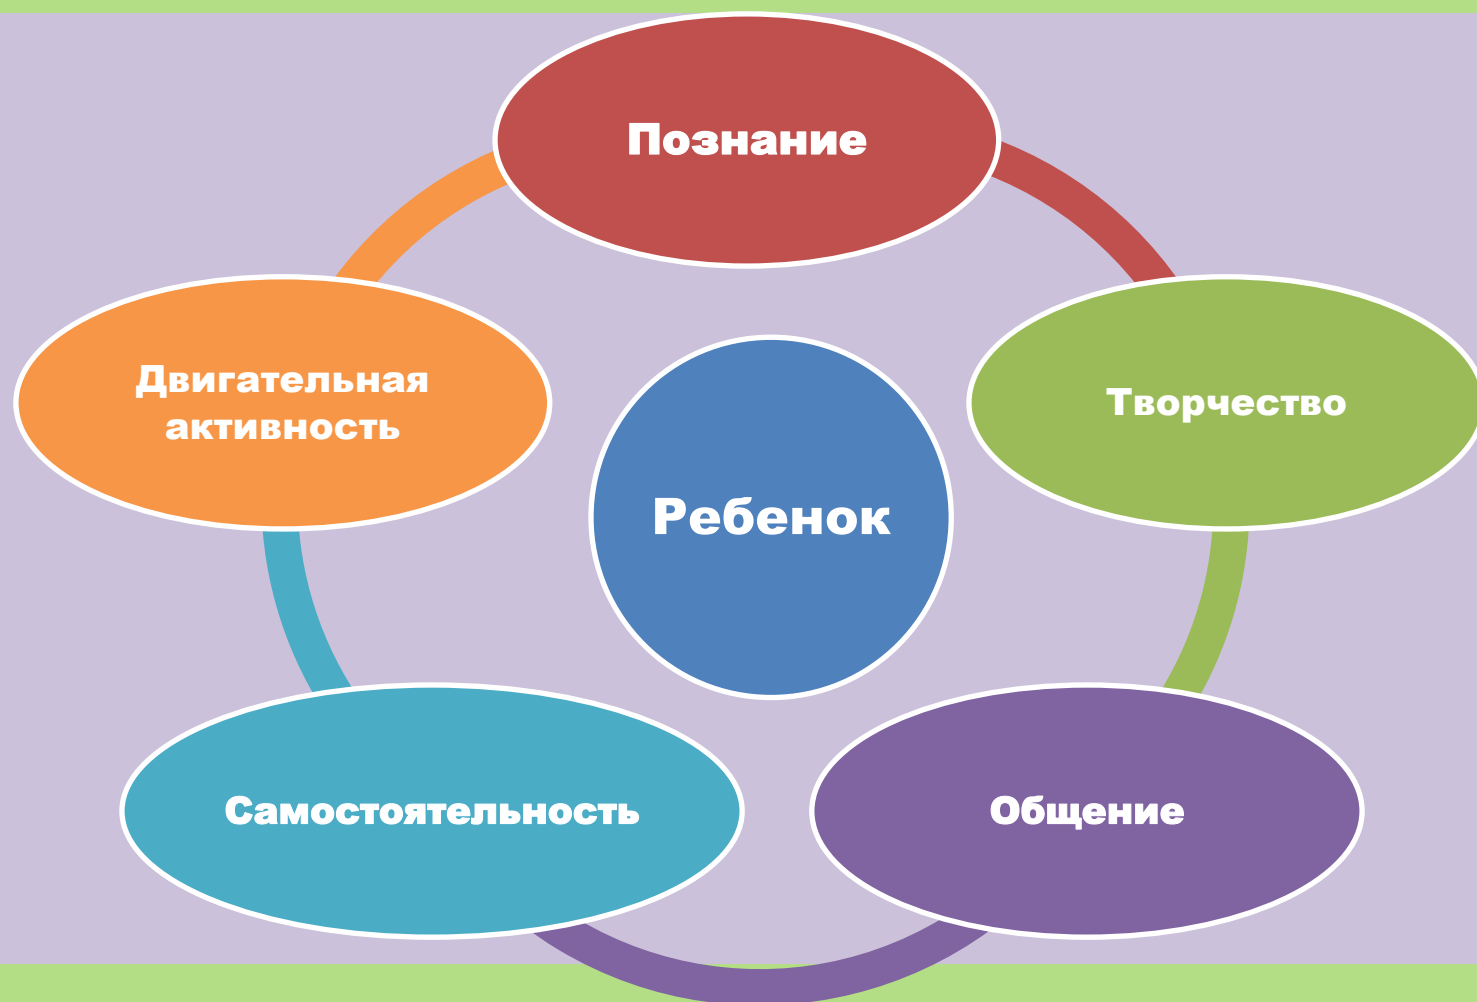 Познание
Двигательная
активность
Творчество
Ребенок
Самостоятельность
Общение